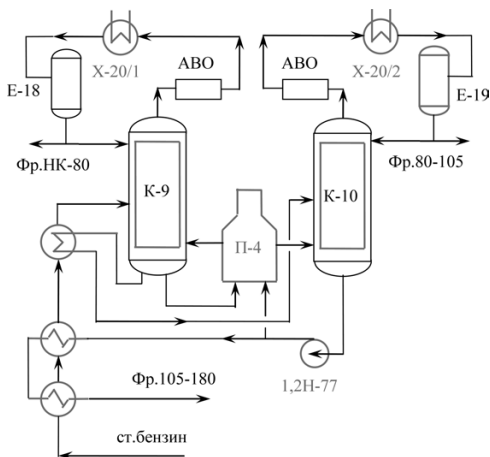 Х-20/1
АВО
Х-20/2
АВО
Е-18
Е-19
Фр.НК-80
Фр.80-105
К-9
К-10
П-4
1,2Н-77
Фр.105-180
ст.бензин